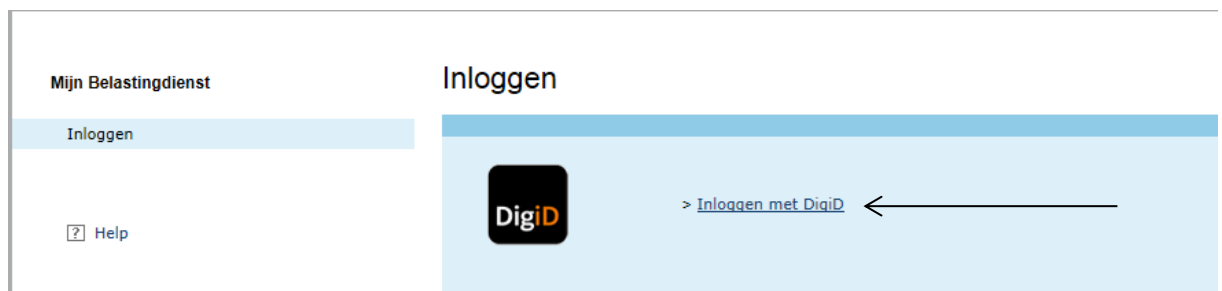 Mijn Belastingdienst
Inloggen
? Help
Inloggen
DigiD
> Inloggen met DigiD